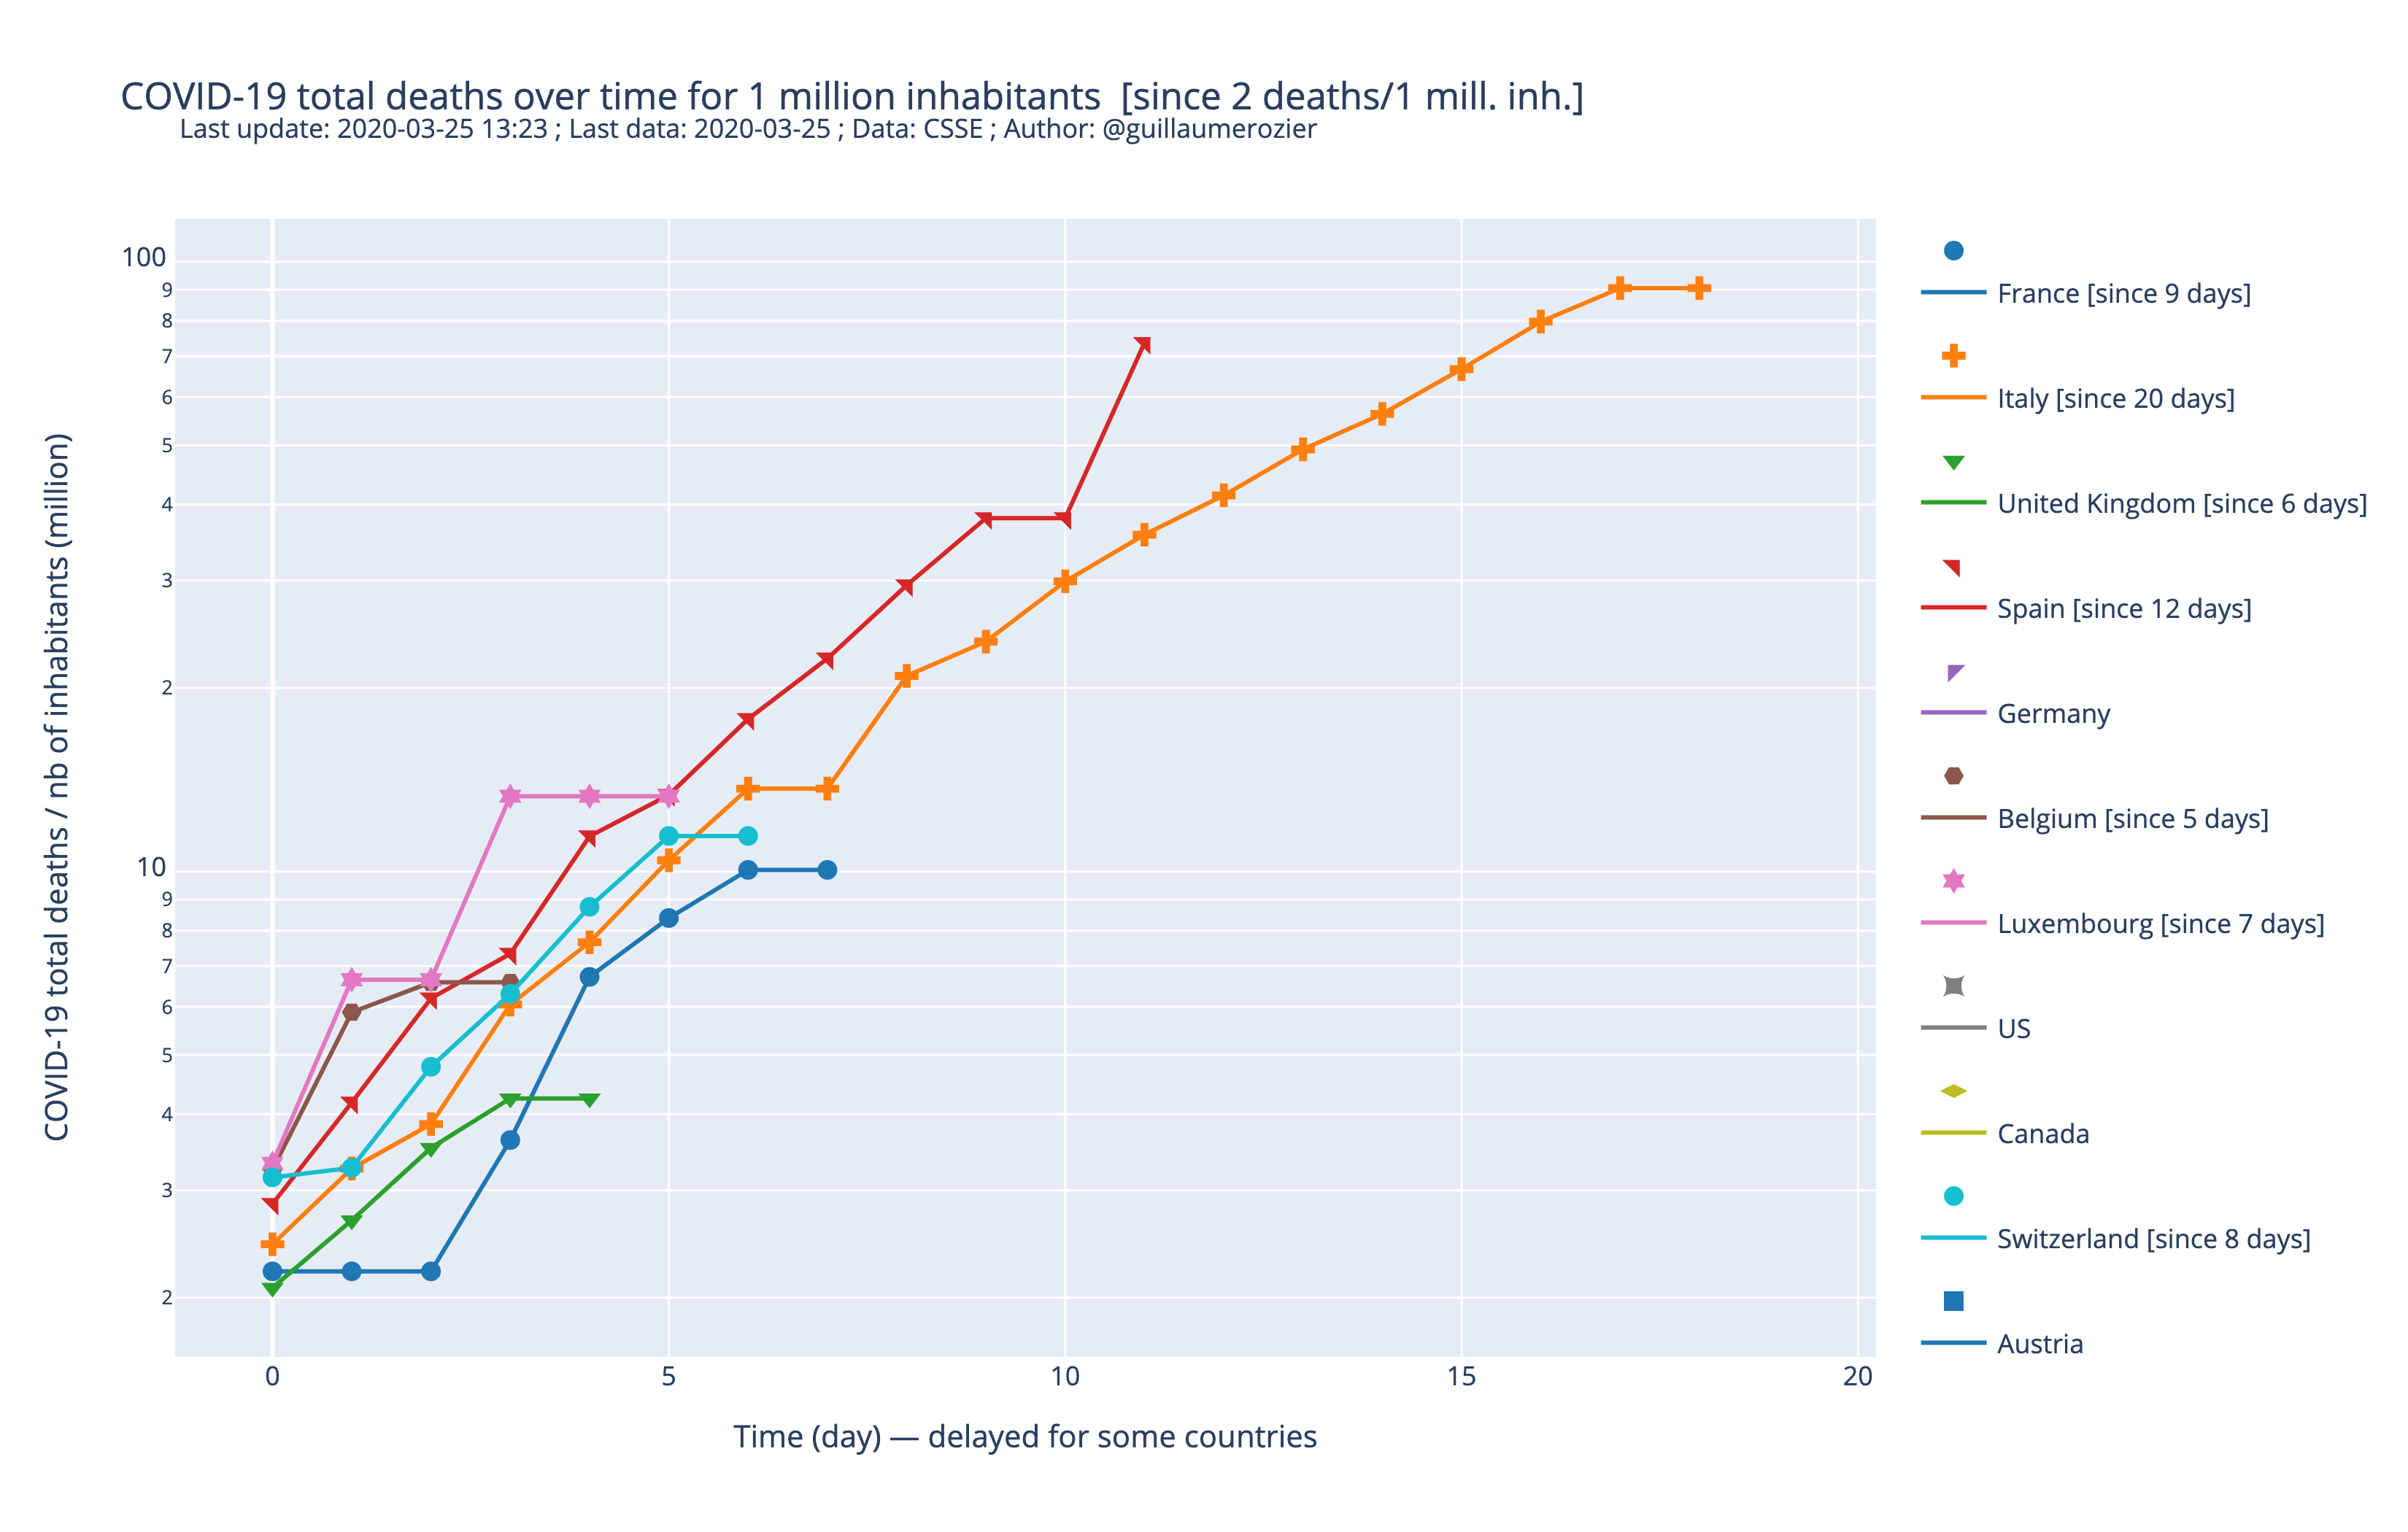 COVID-19 total deaths over time for 1 million inhabitants  [since 2 deaths/1 mill. inh.]
Last update: 2020-03-25 13:23 ; Last data: 2020-03-25 ; Data: CSSE ; Author: @guillaumerozier
COVID-19 total deaths / nb of inhabitants (million)
100
9
8
7
6
5
4
3
2
10
9
8
7
6
5
4
3
2
0
5
10
15
20
Time (day) — delayed for some countries
France [since 9 days]
Italy [since 20 days]
United Kingdom [since 6 days]
Spain [since 12 days]
Germany
Belgium [since 5 days]
Luxembourg [since 7 days]
US
Canada
Switzerland [since 8 days]
Austria